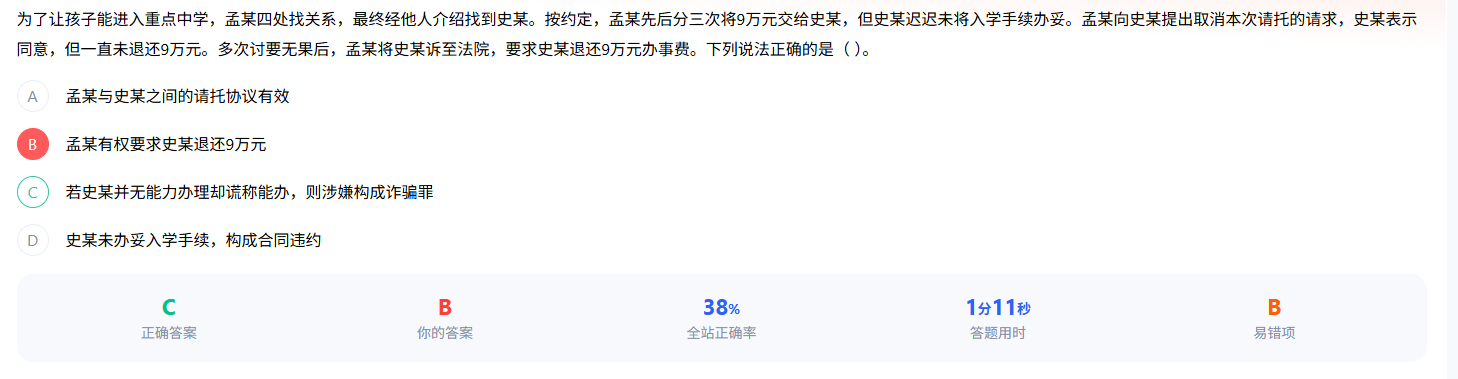 为了让孩子能进入重点中学，孟某四处找关系，最终经他人介绍找到史某。按约定，孟某先后分三次将9万元交给史某，但史某迟迟未将入学手续办妥。孟某向史某提出取消本次请托的请求，史某表示
同意，但一直未退还9万元。多次讨要无果后，孟某将史某诉至法院，要求史某退还9万元办事费。下列说法正确的是（ ）。
A 孟某与史某之间的请托协议有效
B 孟某有权要求史某退还9万元
C 若史某并无能力办理却谎称能办，则涉嫌构成诈骗罪
D 史某未办妥入学手续，构成合同违约
C B 38% 1分11秒 B
正确答案 你的答案 全站正确率 答题用时 易错项